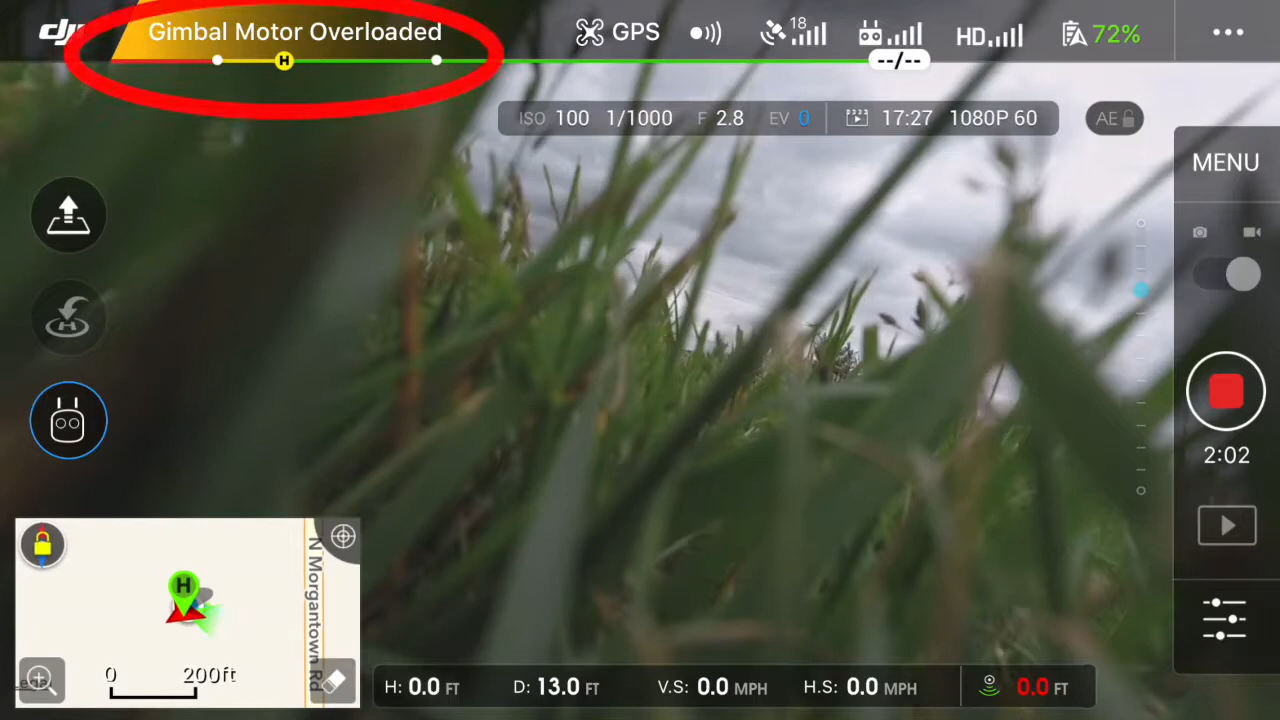 dji
Gimbal Motor Overloaded
GPS
18
HD
72%
H
--/--
ISO 100 1/1000 F 2.8 EV 0 17:27 1080P 60
AE
MENU
H
2:02
H
N Morgantown Rd
0 200ft
H: 0.0 FT D: 13.0 FT V.S: 0.0 MPH H.S: 0.0 MPH 0.0 FT